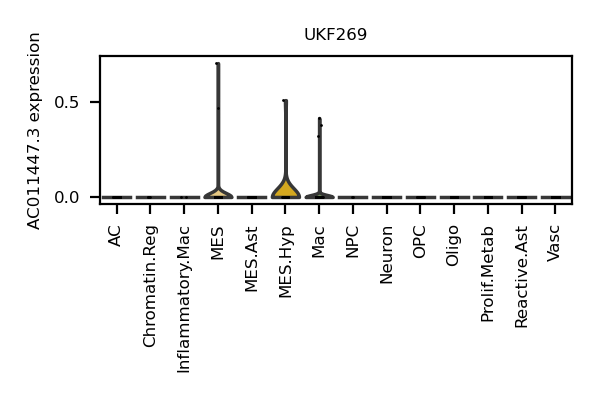 UKF269
AC011447.3 expression
0.5
0.0
AC
Chromatin.Reg
Inflammatory.Mac
MES
MES.Ast
MES.Hyp
Mac
NPC
Neuron
OPC
Oligo
Prolif.Metab
Reactive.Ast
Vasc